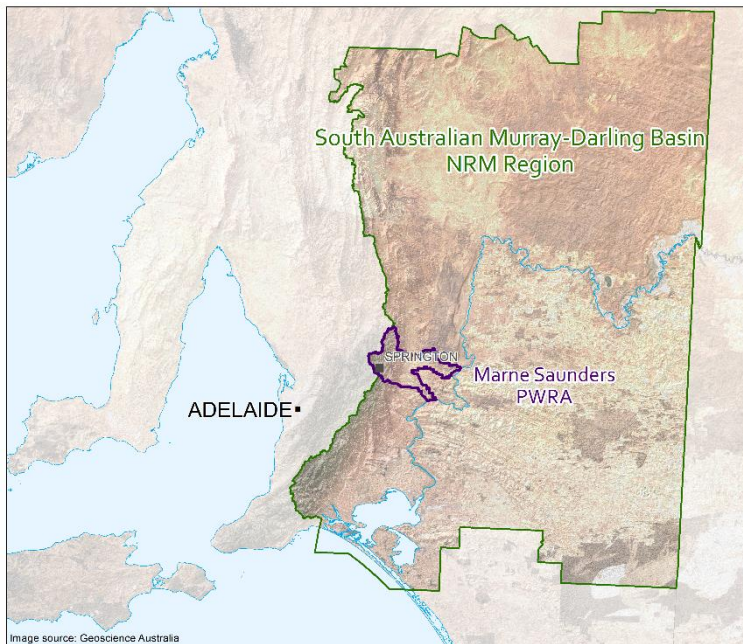 South Australian Murray-Darling Basin
NRM Region
SPRINGTON
Marne Saunders
PWRA
ADELAIDE
Image source: Geoscience Australia